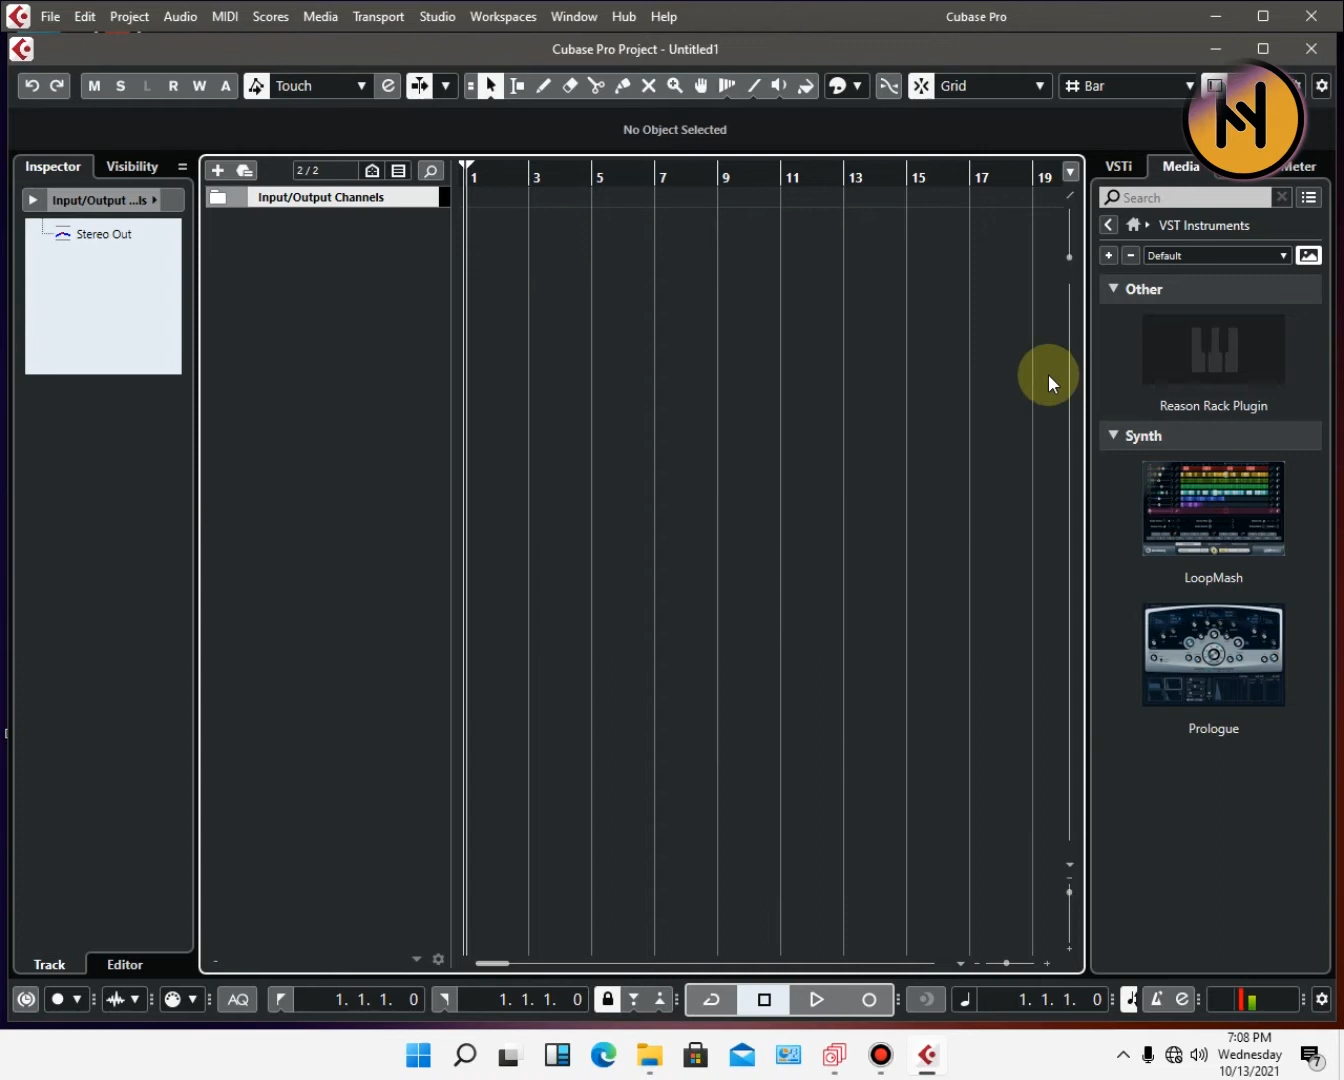 File Edit Project Audio MIDI Scores Media Transport Studio Workspaces Window Hub Help Cubase Pro
Cubase Pro Project - Untitled1
M S L R W A Touch Grid Bar
No Object Selected
Inspector Visibility 2/2 1 3 5 7 9 11 13 15 17 19 VSTi Media Meter
Input/Output ...ls Input/Output Channels Search
Stereo Out VST Instruments
Default
Other
Reason Rack Plugin
Synth
LoopMash
Prologue
Track Editor
AQ 1. 1. 1. 0 1. 1. 1. 0 1. 1. 1. 0
7:08 PM
Wednesday
10/13/2021
7